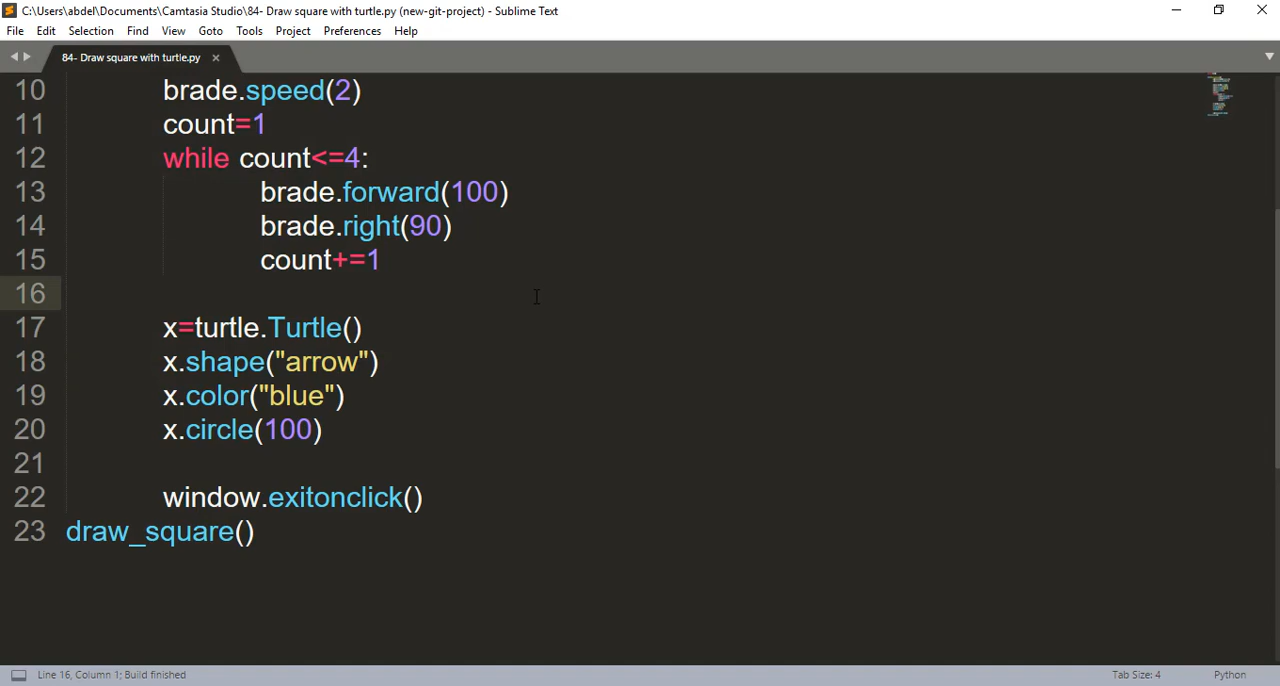 C:\Users\abdel\Documents\Camtasia Studio\84- Draw square with turtle.py (new-git-project) - Sublime Text
File Edit Selection Find View Goto Tools Project Preferences Help
84- Draw square with turtle.py
10 brade.speed(2)
11 count=1
12 while count<=4:
13 brade.forward(100)
14 brade.right(90)
15 count+=1
16
17 x=turtle.Turtle()
18 x.shape("arrow")
19 x.color("blue")
20 x.circle(100)
21
22 window.exitonclick()
23 draw_square()
Line 16, Column 1; Build finished Tab Size: 4 Python